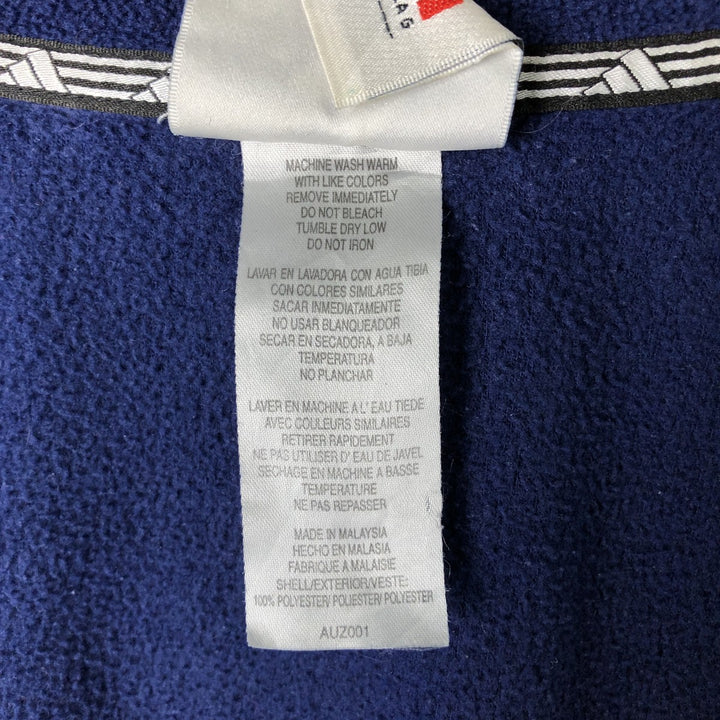 AG
MACHINE WASH WARM
WITH LIKE COLORS
REMOVE IMMEDIATELY
DO NOT BLEACH
TUMBLE DRY LOW
DO NOT IRON
LAVAR EN LAVADORA CON AGUA TIBIA
CON COLORES SIMILARES
SACAR INMEDIATAMENTE
NO USAR BLANQUEADOR
SECAR EN SECADORA, A BAJA
TEMPERATURA
NO PLANCHAR
LAVER EN MACHINE A L' EAU TIEDE
AVEC COULEURS SIMILAIRES
RETIRER RAPIDEMENT
NE PAS UTILISER D' EAU DE JAVEL
SECHAGE EN MACHINE A BASSE
TEMPERATURE
NE PAS REPASSER
MADE IN MALAYSIA
HECHO EN MALASIA
FABRIQUE A MALAISIE
SHELL/EXTERIOR/VESTE:
100% POLYESTER/ POLIESTER/ POLYESTER
AUZ001